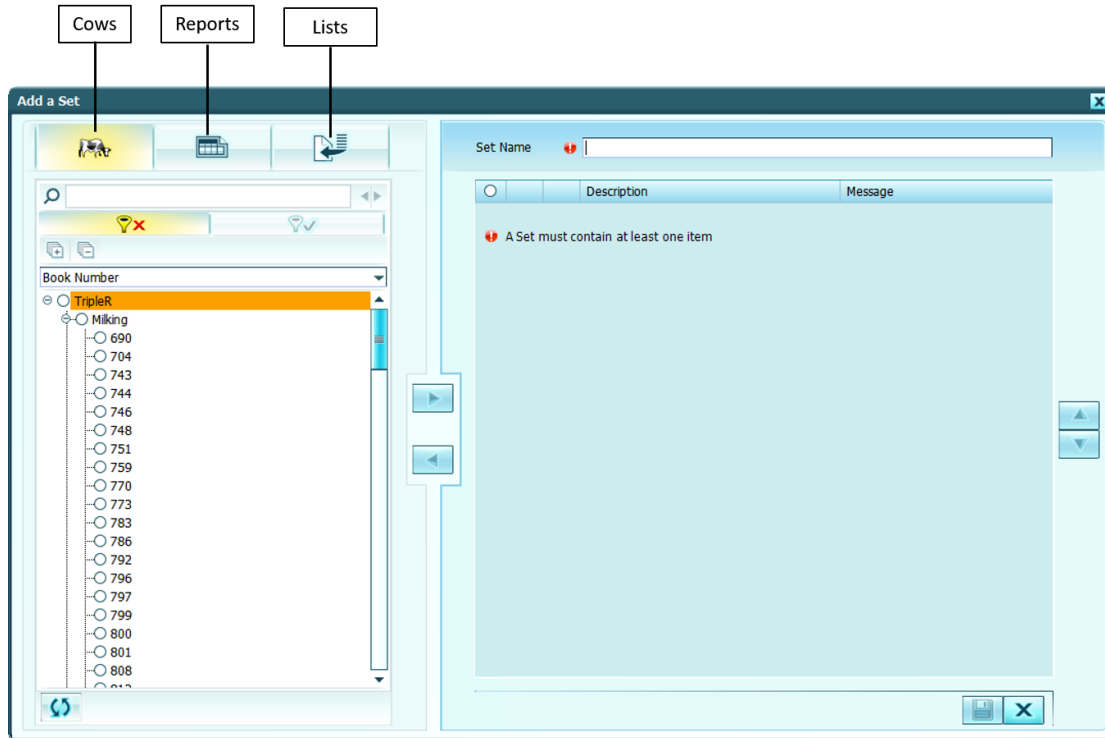 Cows
Reports
Lists
Add a Set
Set Name
Description Message
A Set must contain at least one item
Book Number
TripleR
Milking
690
704
743
744
746
748
751
759
770
773
783
786
792
796
797
799
800
801
808